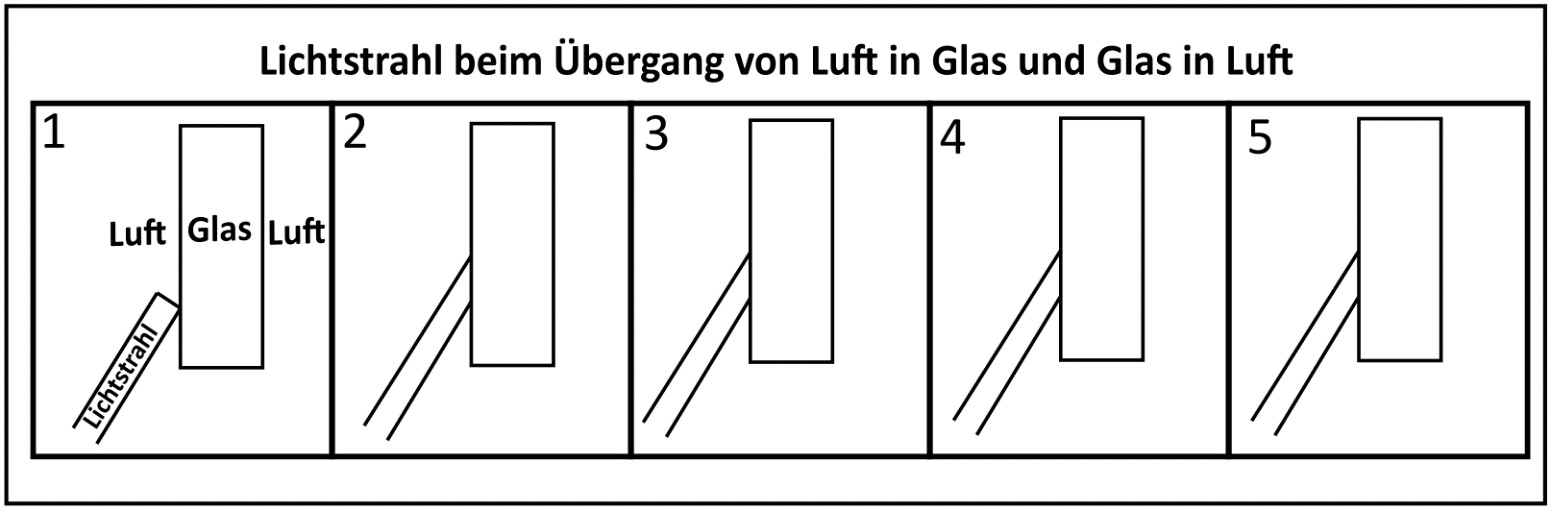 Lichtstrahl beim Übergang von Luft in Glas und Glas in Luft
1
2
3
4
5
Luft Glas Luft
Lichtstrahl